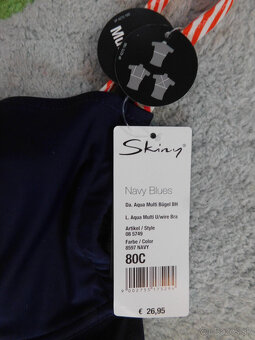 Mu
Skiny
Navy Blues
Da. Aqua Multi Bügel BH
L. Aqua Multi U/wire Bra
Artikel / Style
08 5749
Farbe / Color
8597 NAVY
80C
€ 26,95